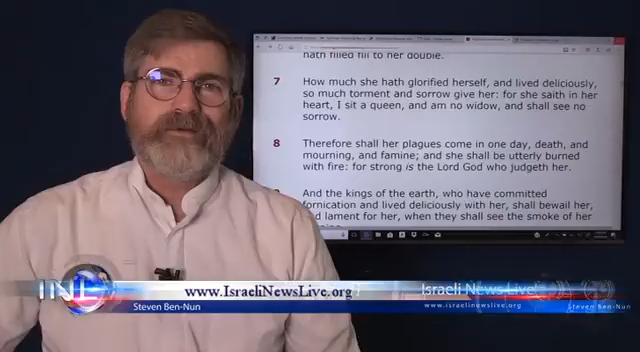 hath filled fill to her double.
7 How much she hath glorified herself, and lived deliciously,
so much torment and sorrow give her: for she saith in her
heart, I sit a queen, and am no widow, and shall see no
sorrow.
8 Therefore shall her plagues come in one day, death, and
mourning, and famine; and she shall be utterly burned
with fire: for strong is the Lord God who judgeth her.
And the kings of the earth, who have committed
fornication and lived deliciously with her, shall bewail her,
lament for her, when they shall see the smoke of her
INL
www.IsraeliNewsLive.org
Steven Ben-Nun
Israeli News Live
www.israelinewslive.org
Steven Ben-Nun